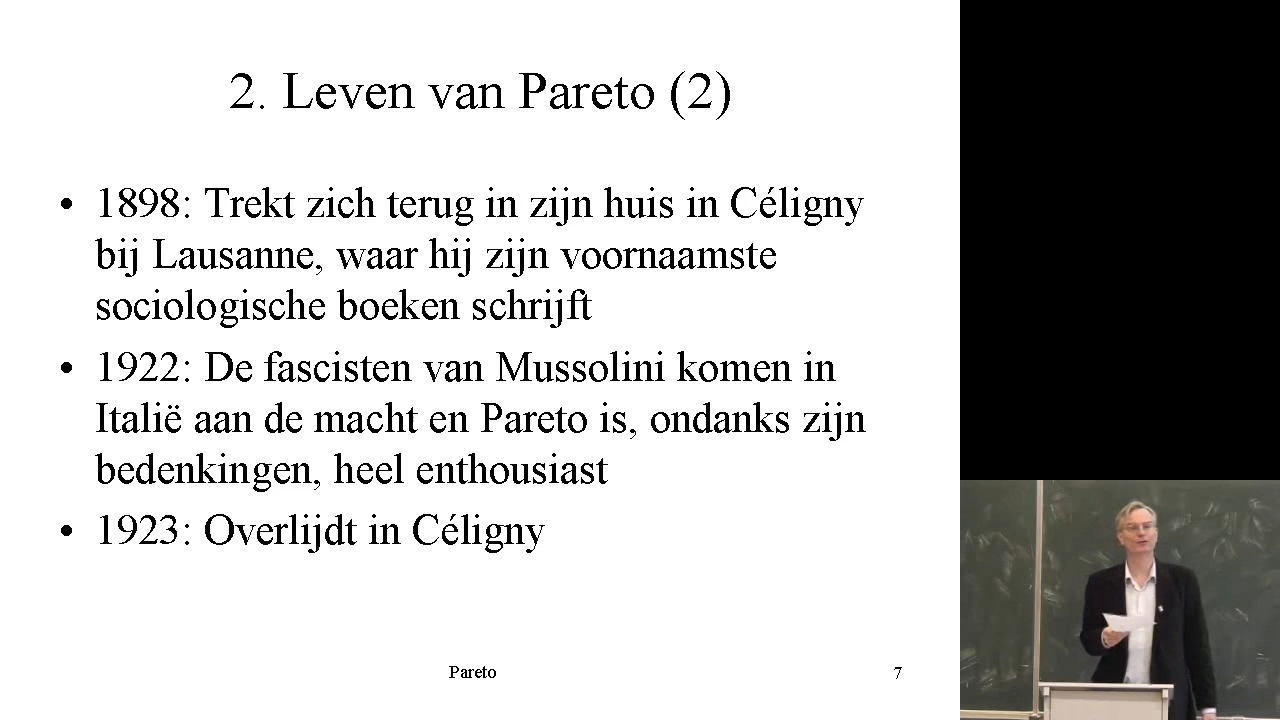 2. Leven van Pareto (2)
• 1898: Trekt zich terug in zijn huis in Céligny
bij Lausanne, waar hij zijn voornaamste
sociologische boeken schrijft
• 1922: De fascisten van Mussolini komen in
Italië aan de macht en Pareto is, ondanks zijn
bedenkingen, heel enthousiast
• 1923: Overlijdt in Céligny
Pareto
7